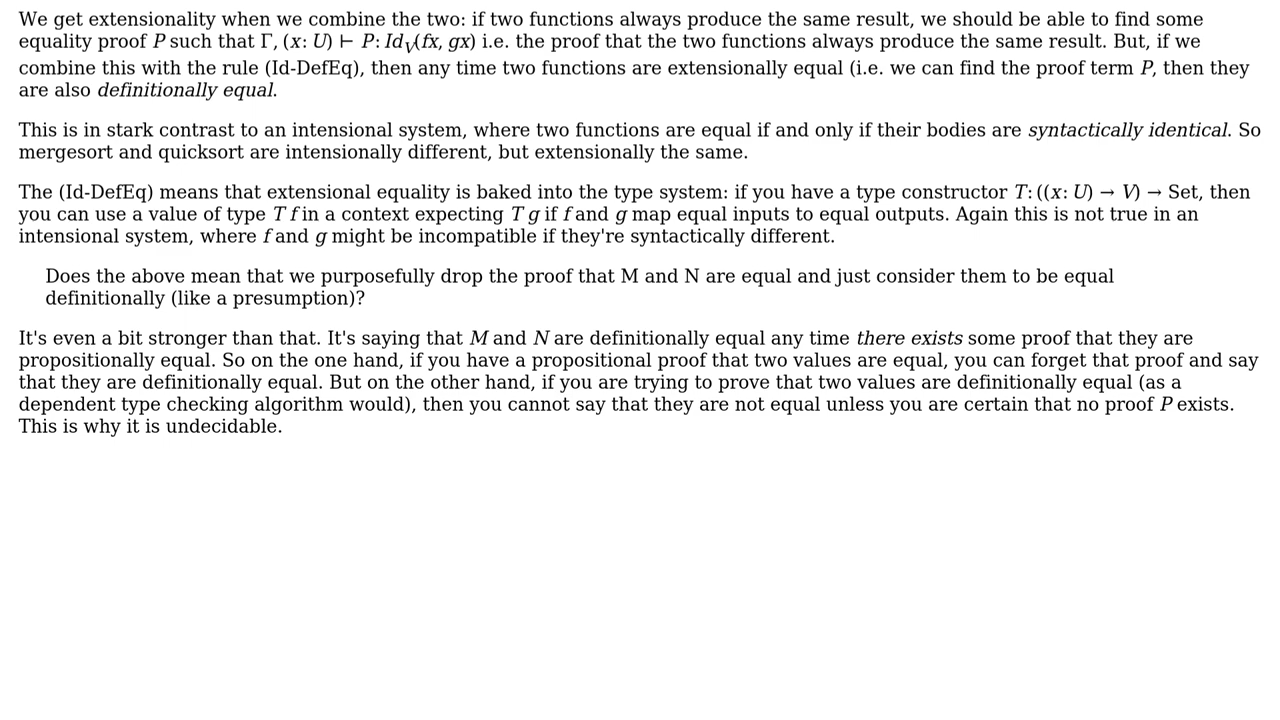 We get extensionality when we combine the two: if two functions always produce the same result, we should be able to find some
equality proof P such that Γ, (x: U) ⊢ P: Id_V(fx, gx) i.e. the proof that the two functions always produce the same result. But, if we
combine this with the rule (Id-DefEq), then any time two functions are extensionally equal (i.e. we can find the proof term P, then they
are also definitionally equal.
This is in stark contrast to an intensional system, where two functions are equal if and only if their bodies are syntactically identical. So
mergesort and quicksort are intensionally different, but extensionally the same.
The (Id-DefEq) means that extensional equality is baked into the type system: if you have a type constructor T: ((x: U) → V) → Set, then
you can use a value of type T f in a context expecting T g if f and g map equal inputs to equal outputs. Again this is not true in an
intensional system, where f and g might be incompatible if they're syntactically different.
Does the above mean that we purposefully drop the proof that M and N are equal and just consider them to be equal
definitionally (like a presumption)?
It's even a bit stronger than that. It's saying that M and N are definitionally equal any time there exists some proof that they are
propositionally equal. So on the one hand, if you have a propositional proof that two values are equal, you can forget that proof and say
that they are definitionally equal. But on the other hand, if you are trying to prove that two values are definitionally equal (as a
dependent type checking algorithm would), then you cannot say that they are not equal unless you are certain that no proof P exists.
This is why it is undecidable.